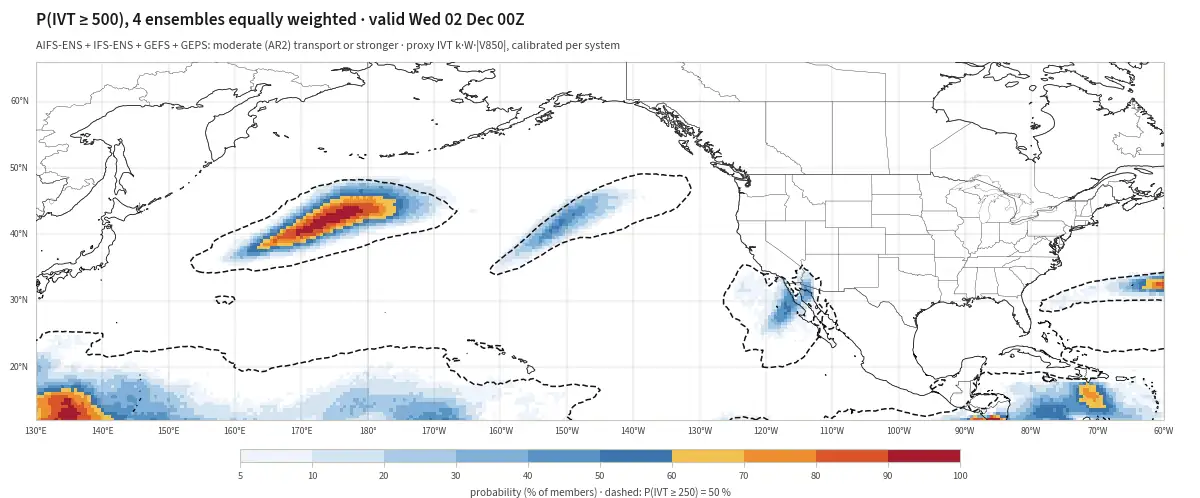 P(IVT ≥ 500), 4 ensembles equally weighted · valid Wed 02 Dec 00Z
AIFS-ENS + IFS-ENS + GEFS + GEPS: moderate (AR2) transport or stronger · proxy IVT k·W·|V850|, calibrated per system
60°N
50°N
40°N
30°N
20°N
130°E 140°E 150°E 160°E 170°E 180° 170°W 160°W 150°W 140°W 130°W 120°W 110°W 100°W 90°W 80°W 70°W 60°W
5 10 20 30 40 50 60 70 80 90 100
probability (% of members) · dashed: P(IVT ≥ 250) = 50 %